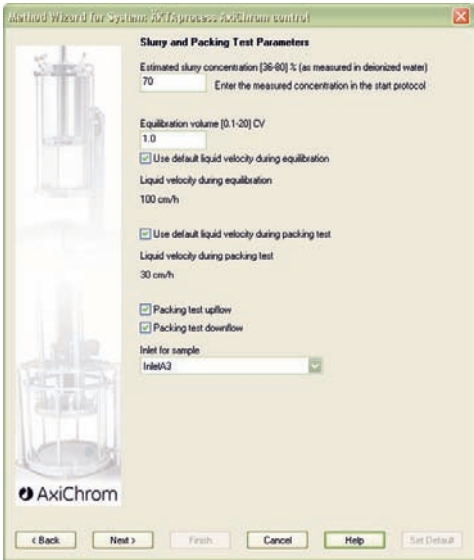 Method Wizard for System: ÄKTAprocess AxiChrom control
Slurry and Packing Test Parameters
Estimated slurry concentration [36-80] % (as measured in deionized water)
70
Enter the measured concentration in the start protocol
Equilibration volume [0.1-20] CV
1.0
Use default liquid velocity during equilibration
Liquid velocity during equilibration
100 cm/h
Use default liquid velocity during packing test
Liquid velocity during packing test
30 cm/h
Packing test upflow
Packing test downflow
Inlet for sample
InletA3
AxiChrom
< Back Next > Finish Cancel Help Set Default